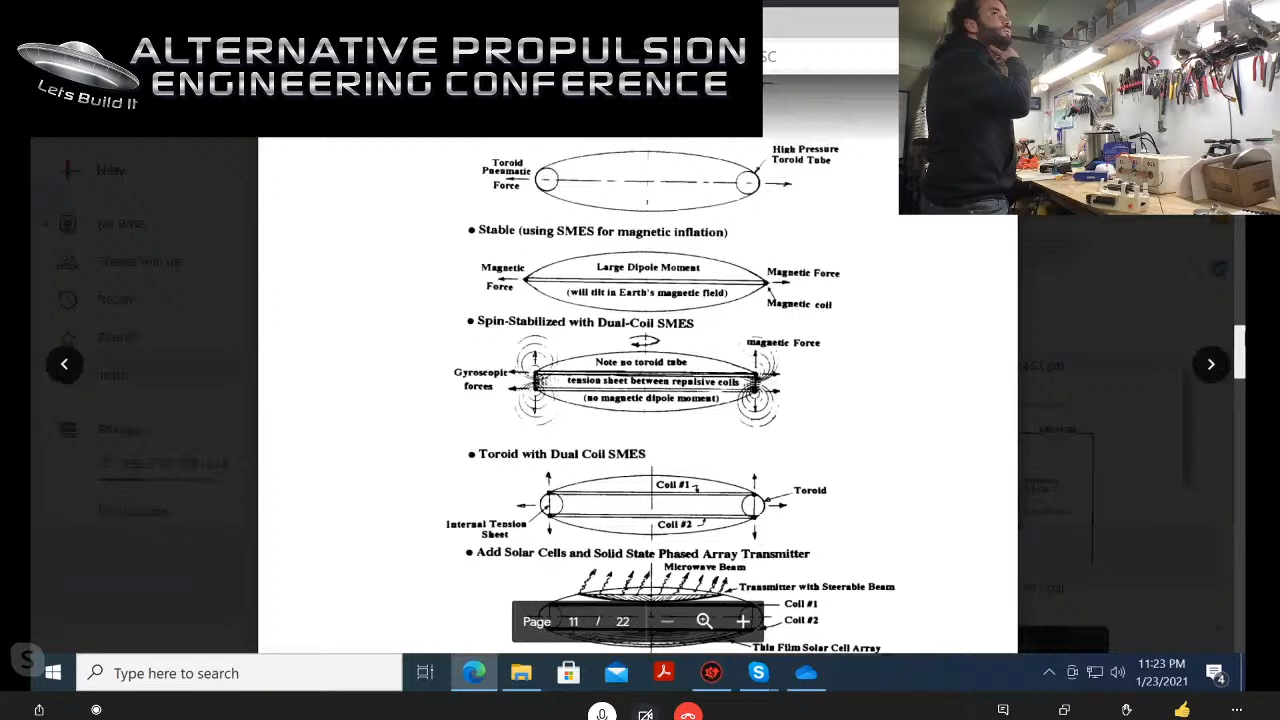 ALTERNATIVE PROPULSION
ENGINEERING CONFERENCE
Let's Build It
SC
High Pressure
Toroid Tube
Toroid
Pneumatic
Force
• Stable (using SMES for magnetic inflation)
Magnetic
Force
Large Dipole Moment
(will tilt in Earth's magnetic field)
Magnetic Force
Magnetic coil
• Spin-Stabilized with Dual-Coil SMES
magnetic Force
Note no toroid tube
Gyroscopic
forces
tension sheet between repulsive coils
(no magnetic dipole moment)
• Toroid with Dual Coil SMES
Coil #1
Toroid
Internal Tension
Sheet
Coil #2
• Add Solar Cells and Solid State Phased Array Transmitter
Microwave Beam
Transmitter with Steerable Beam
Coil #1
Coil #2
Thin Film Solar Cell Array
Page 11 / 22
S
Type here to search
11:23 PM
1/23/2021
4